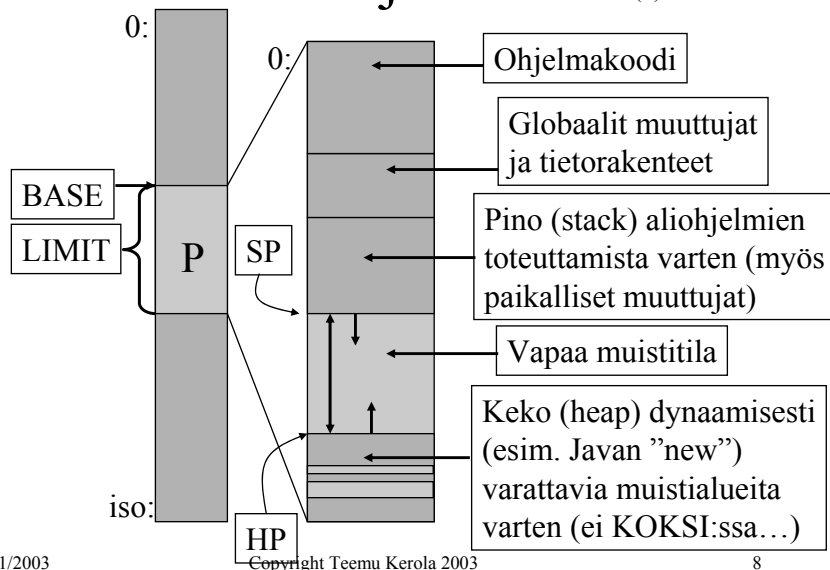 0:
0:
Ohjelmakoodi
Globaalit muuttujat
ja tietorakenteet
BASE
LIMIT
P
SP
Pino (stack) aliohjelmien
toteuttamista varten (myös
paikalliset muuttujat)
Vapaa muistitila
Keko (heap) dynaamisesti
(esim. Javan ”new”)
varattavia muistialueita
varten (ei KOKSI:ssa…)
iso:
HP
1/2003
Copyright Teemu Kerola 2003
8